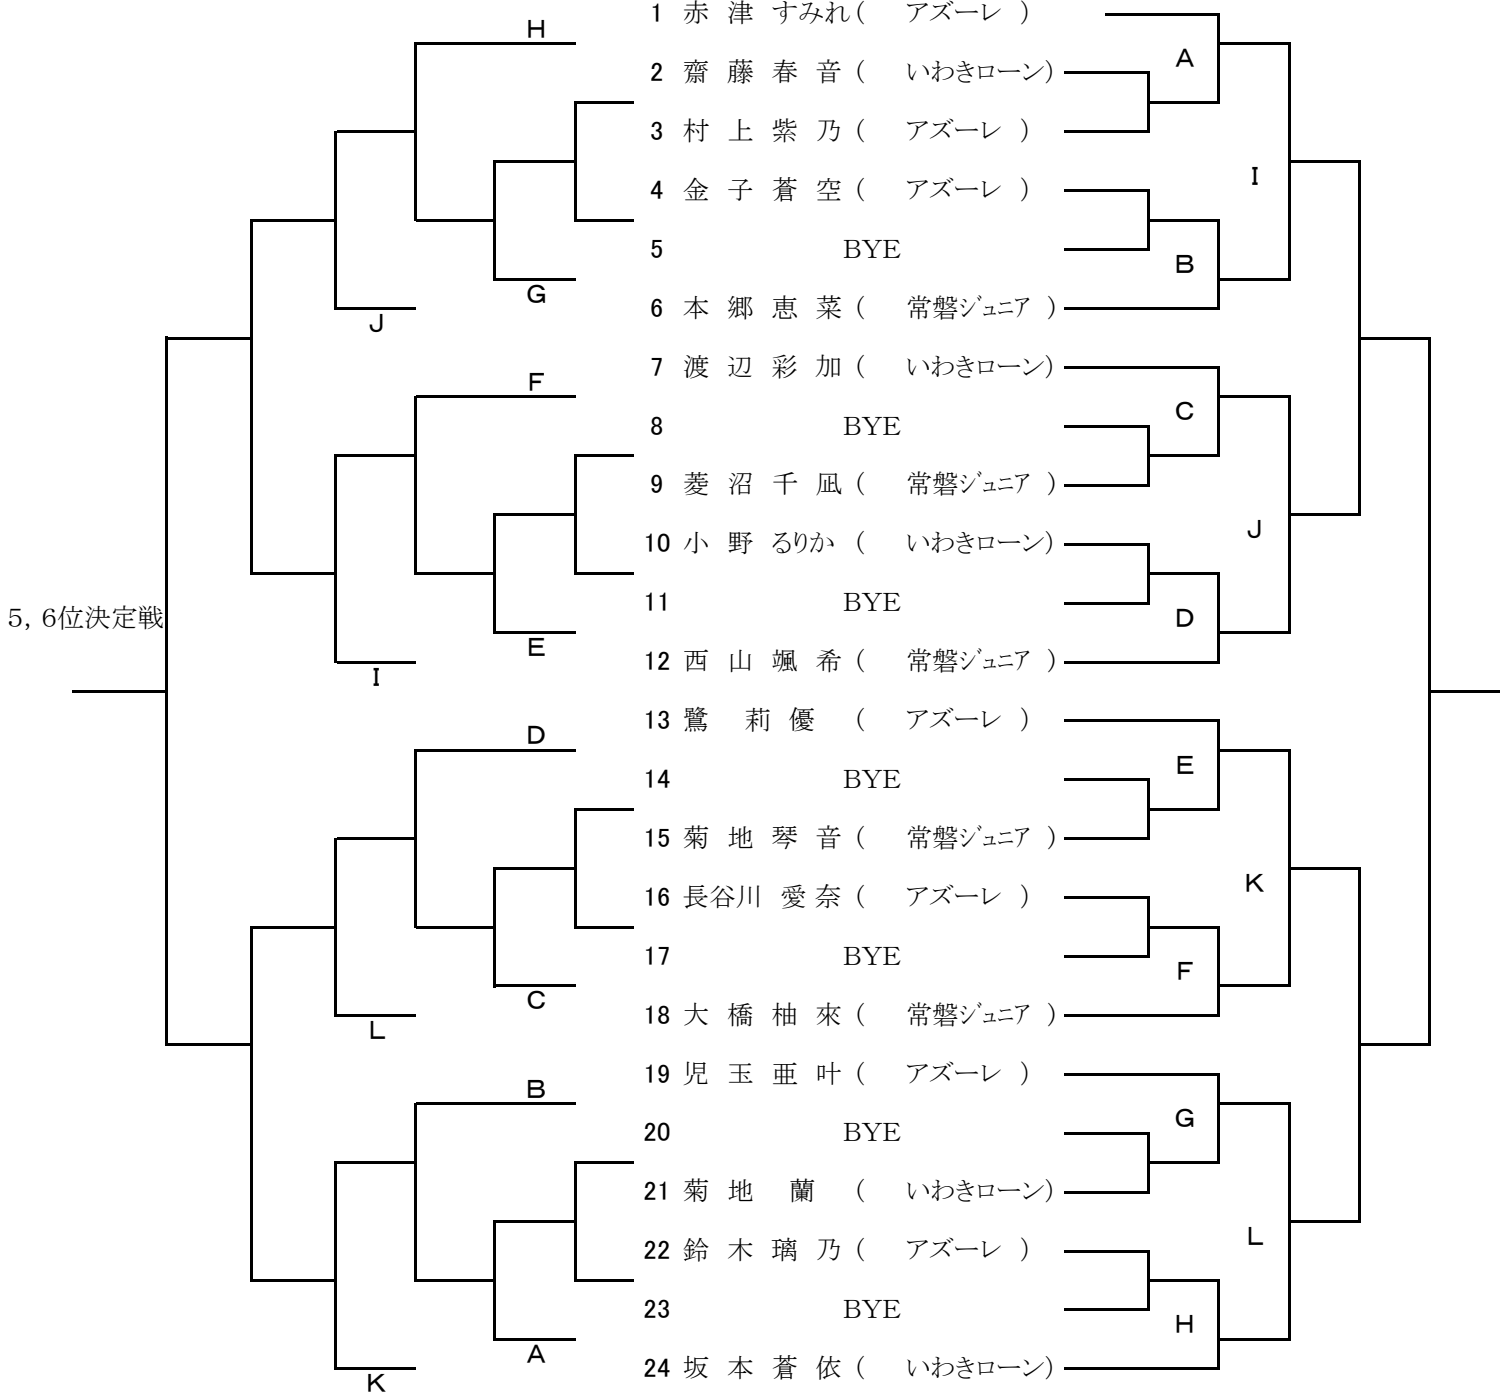 1 赤 津 すみれ( アズーレ )
H
A
2 齋 藤 春 音 ( いわきローン)
3 村 上 紫 乃 ( アズーレ )
I
4 金 子 蒼 空 ( アズーレ )
5 BYE
B
G
6 本 郷 恵 菜 ( 常磐ジュニア )
J
7 渡 辺 彩 加 ( いわきローン)
F
C
8 BYE
9 菱 沼 千 凪 ( 常磐ジュニア )
J
10 小 野 るりか ( いわきローン)
11 BYE
5, 6位決定戦
D
E
12 西 山 颯 希 ( 常磐ジュニア )
I
13 鷺 莉 優 ( アズーレ )
D
E
14 BYE
15 菊 地 琴 音 ( 常磐ジュニア )
K
16 長谷川 愛 奈 ( アズーレ )
17 BYE
F
C
18 大 橋 柚 來 ( 常磐ジュニア )
L
19 児 玉 亜 叶 ( アズーレ )
B
G
20 BYE
21 菊 地 蘭 ( いわきローン)
L
22 鈴 木 璃 乃 ( アズーレ )
23 BYE
H
A
24 坂 本 蒼 依 ( いわきローン)
K